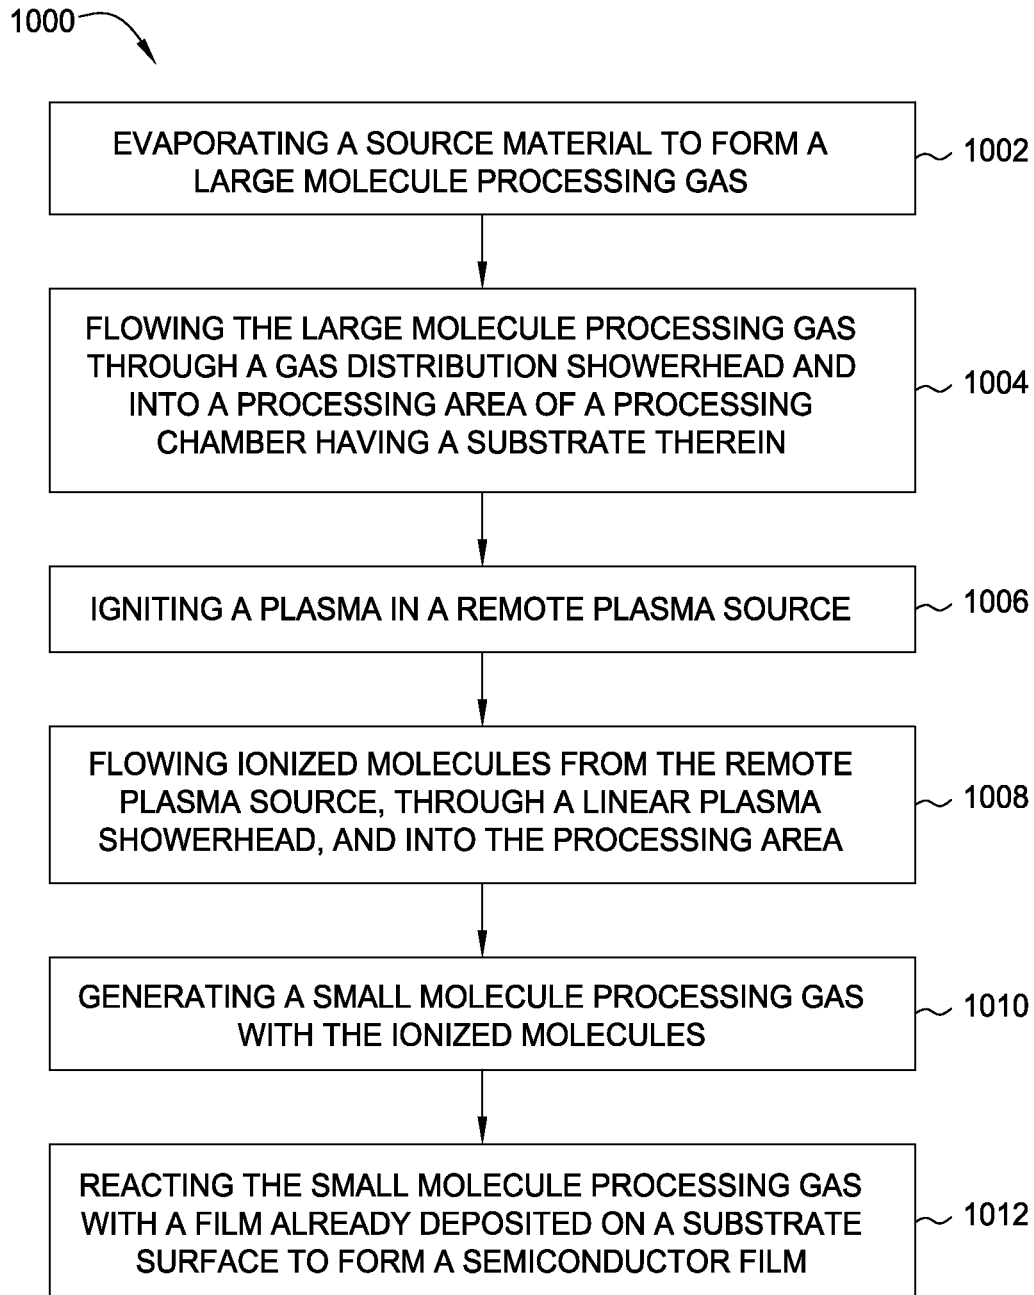 1000
EVAPORATING A SOURCE MATERIAL TO FORM A
LARGE MOLECULE PROCESSING GAS
1002
FLOWING THE LARGE MOLECULE PROCESSING GAS
THROUGH A GAS DISTRIBUTION SHOWERHEAD AND
INTO A PROCESSING AREA OF A PROCESSING
CHAMBER HAVING A SUBSTRATE THEREIN
1004
IGNITING A PLASMA IN A REMOTE PLASMA SOURCE
1006
FLOWING IONIZED MOLECULES FROM THE REMOTE
PLASMA SOURCE, THROUGH A LINEAR PLASMA
SHOWERHEAD, AND INTO THE PROCESSING AREA
1008
GENERATING A SMALL MOLECULE PROCESSING GAS
WITH THE IONIZED MOLECULES
1010
REACTING THE SMALL MOLECULE PROCESSING GAS
WITH A FILM ALREADY DEPOSITED ON A SUBSTRATE
SURFACE TO FORM A SEMICONDUCTOR FILM
1012